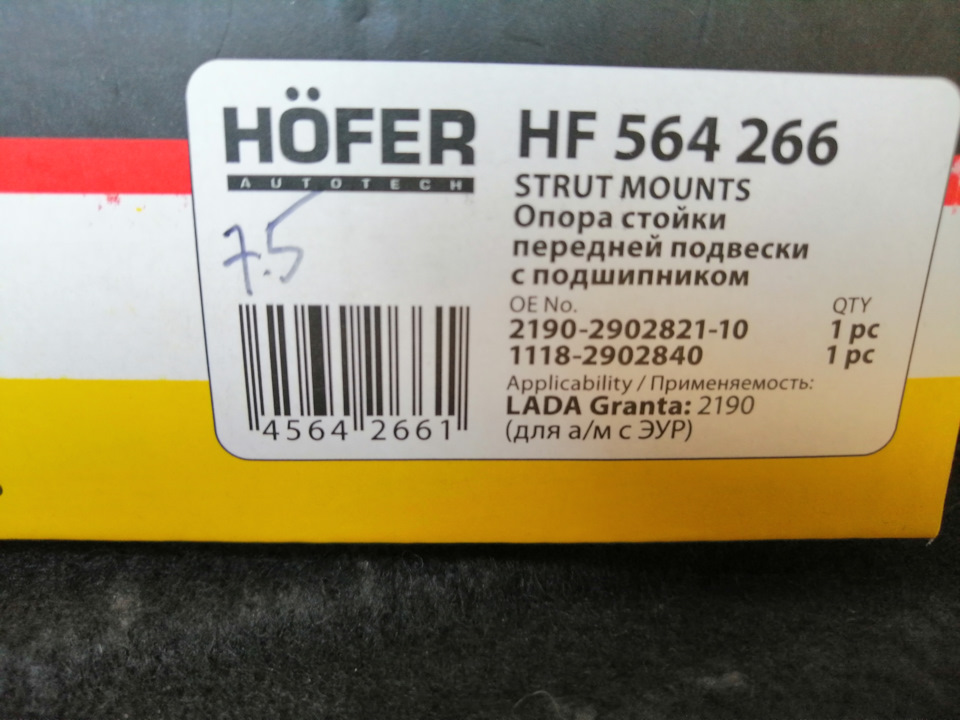 HÖFER
AUTOTECH
7.5
4564 2661
HF 564 266
STRUT MOUNTS
Опора стойки
передней подвески
с подшипником
OE No. QTY
2190-2902821-10 1 pc
1118-2902840 1 pc
Applicability / Применяемость:
LADA Granta: 2190
(для а/м с ЭУР)